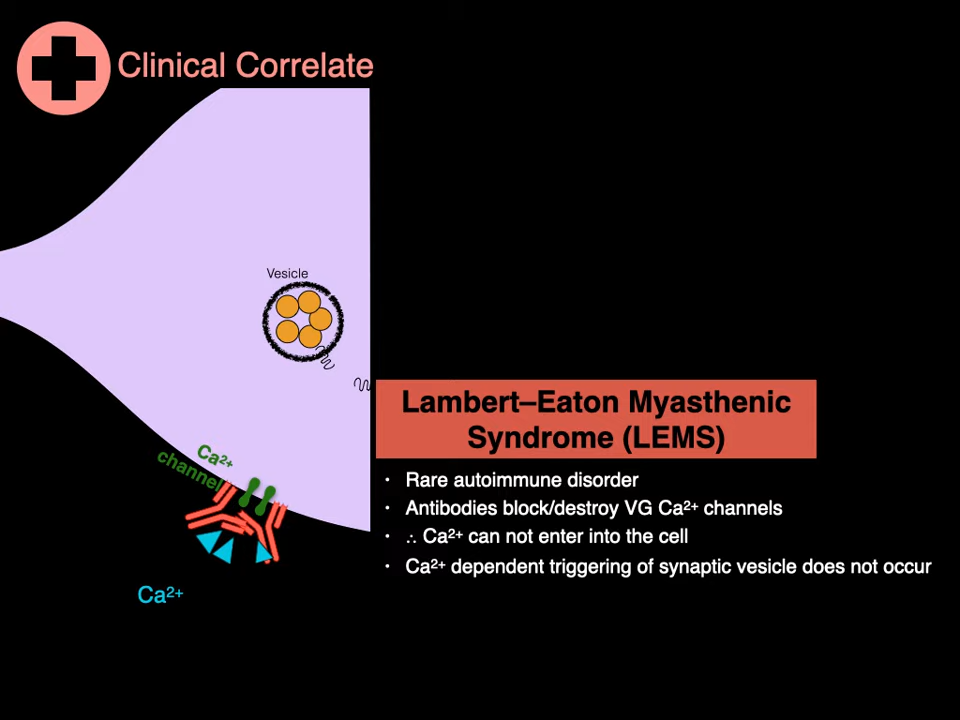 Clinical Correlate
Vesicle
Lambert–Eaton Myasthenic
Syndrome (LEMS)
Ca²⁺
channel
· Rare autoimmune disorder
· Antibodies block/destroy VG Ca²⁺ channels
· ∴ Ca²⁺ can not enter into the cell
· Ca²⁺ dependent triggering of synaptic vesicle does not occur
Ca²⁺